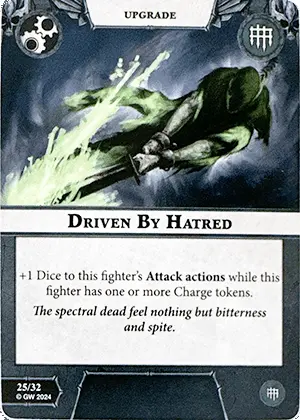 UPGRADE
DRIVEN BY HATRED
+1 Dice to this fighter's Attack actions while this
fighter has one or more Charge tokens.
The spectral dead feel nothing but bitterness
and spite.
25/32
© GW 2024